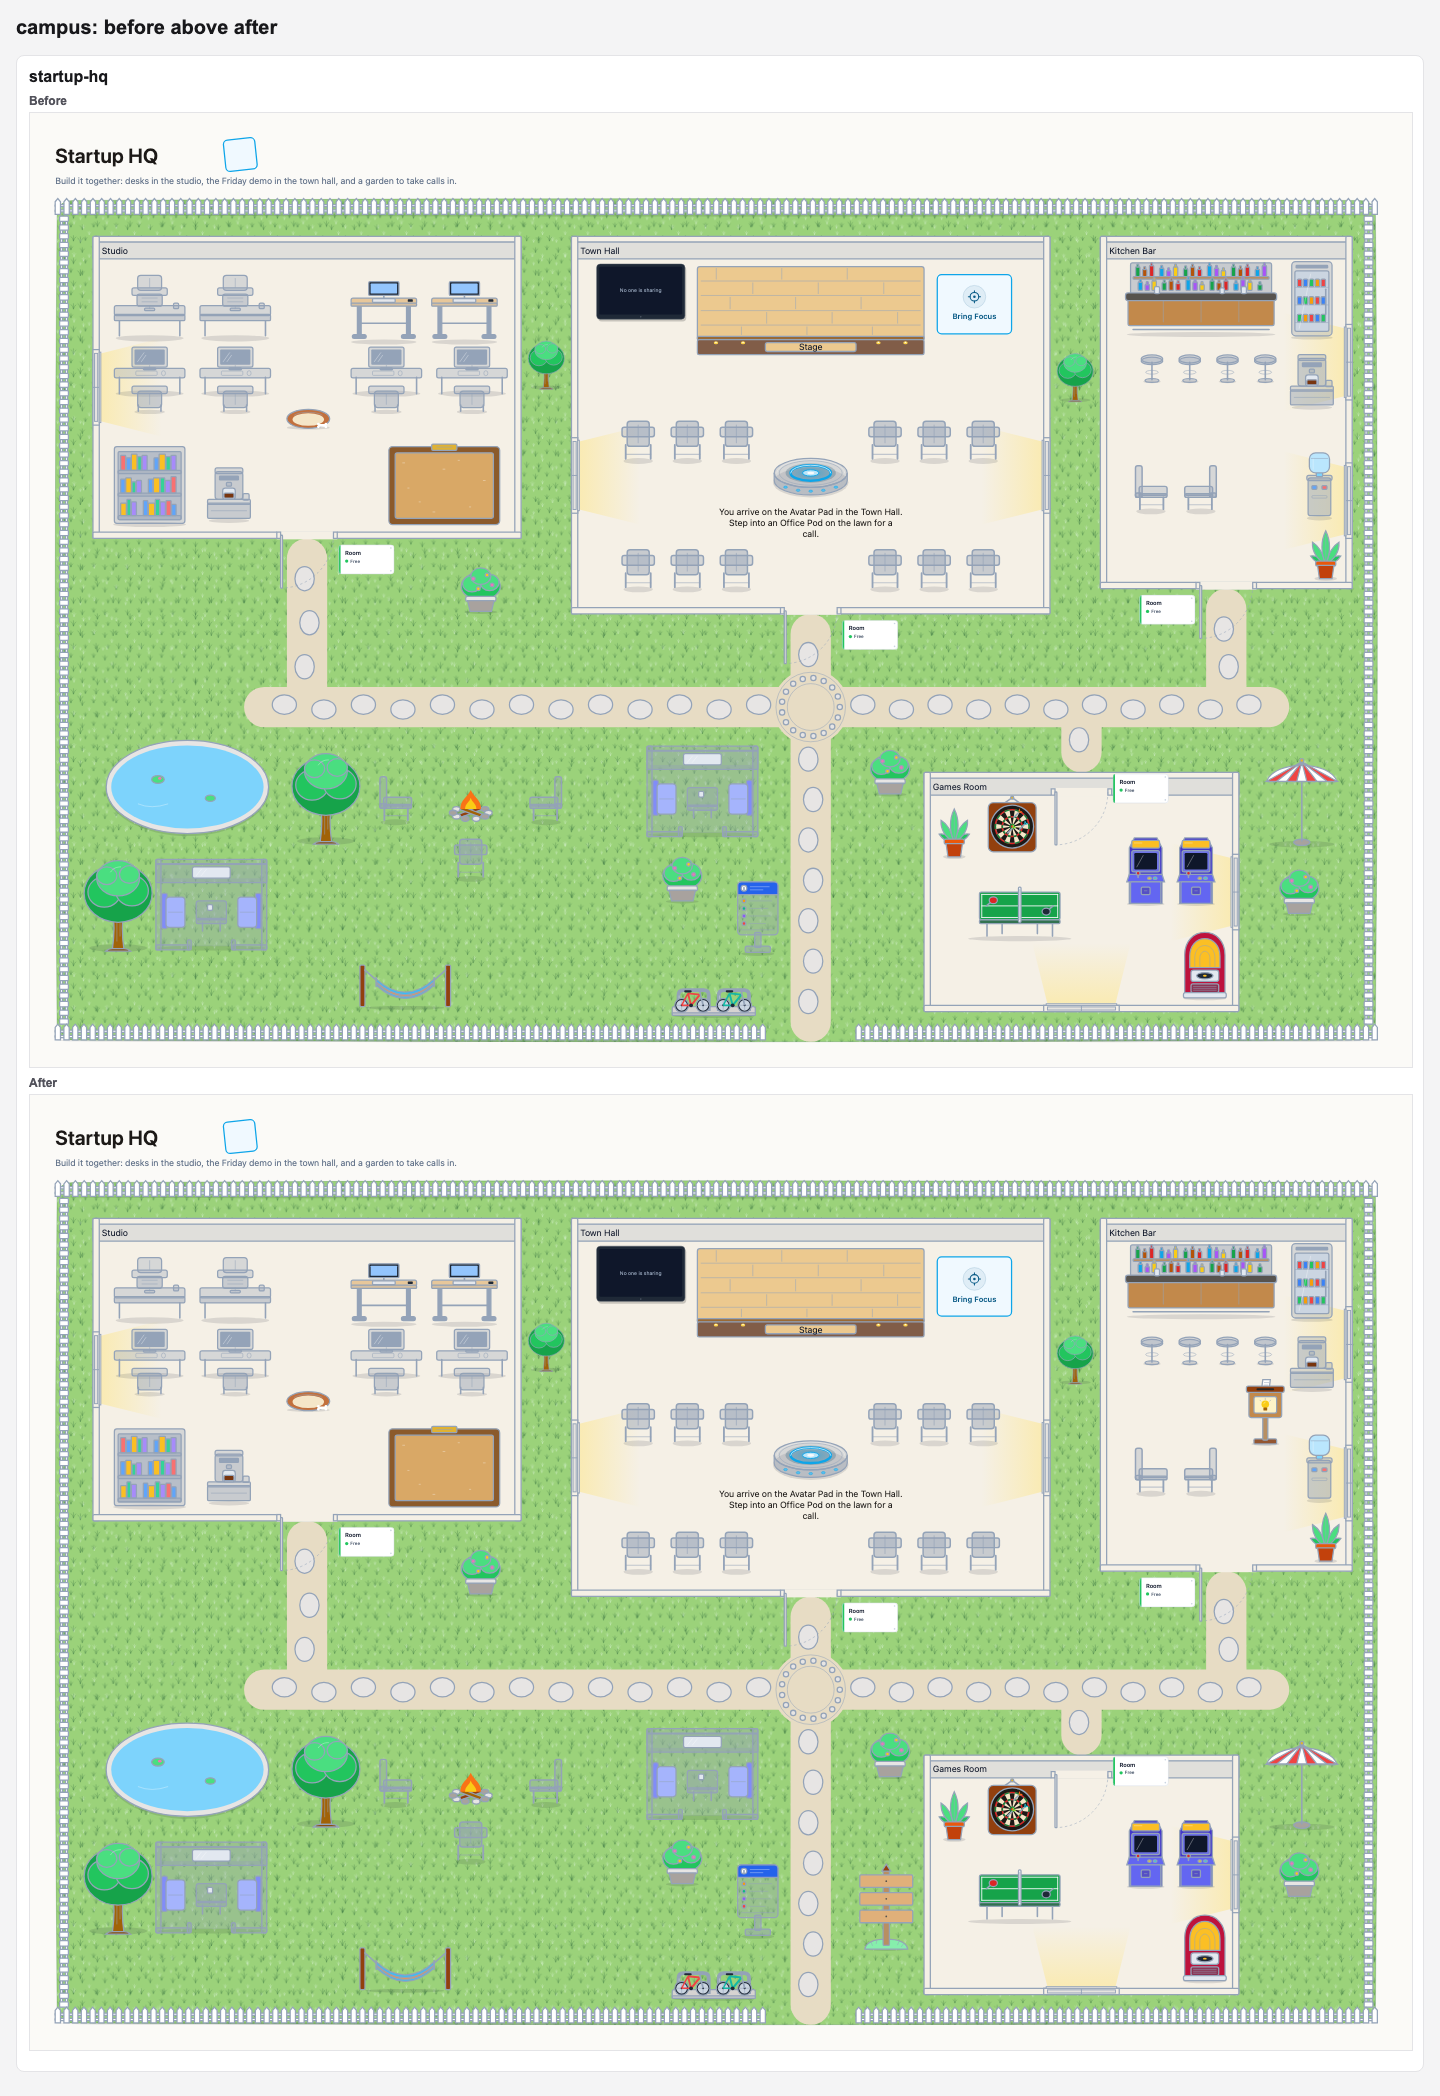 campus: before above after
startup-hq
Before
Startup HQ
Build it together: desks in the studio, the Friday demo in the town hall, and a garden to take calls in.
Studio
Town Hall
Kitchen Bar
No one is sharing
Bring Focus
Stage
You arrive on the Avatar Pad in the Town Hall.
Step into an Office Pod on the lawn for a
call.
Room
Free
Room
Free
Room
Free
Games Room
Room
Free
After
Startup HQ
Build it together: desks in the studio, the Friday demo in the town hall, and a garden to take calls in.
Studio
Town Hall
Kitchen Bar
No one is sharing
Bring Focus
Stage
You arrive on the Avatar Pad in the Town Hall.
Step into an Office Pod on the lawn for a
call.
Room
Free
Room
Free
Room
Free
Games Room
Room
Free